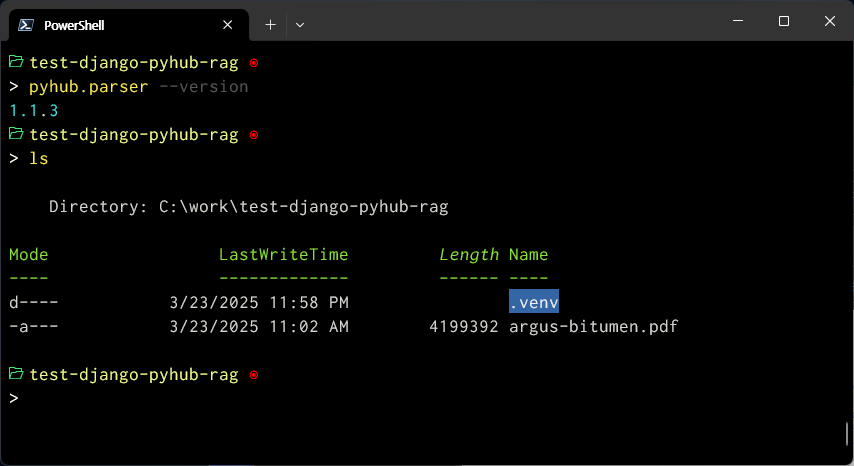 PowerShell
test-django-pyhub-rag
> pyhub.parser --version
1.1.3
test-django-pyhub-rag
> ls
Directory: C:\work\test-django-pyhub-rag
Mode LastWriteTime Length Name
---- ------------- ------ ----
d---- 3/23/2025 11:58 PM .venv
-a--- 3/23/2025 11:02 AM 4199392 argus-bitumen.pdf
test-django-pyhub-rag
>